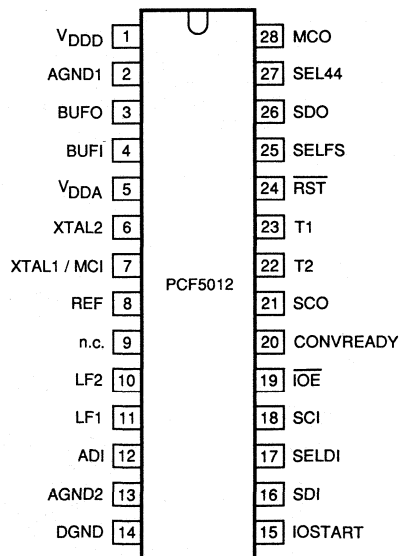 VDDD 1 28 MCO
AGND1 2 27 SEL44
BUFO 3 26 SDO
BUFI 4 25 SELFS
VDDA 5 24 RST
XTAL2 6 23 T1
XTAL1 / MCI 7 22 T2
PCF5012
REF 8 21 SCO
n.c. 9 20 CONVREADY
LF2 10 19 IOE
LF1 11 18 SCI
ADI 12 17 SELDI
AGND2 13 16 SDI
DGND 14 15 IOSTART